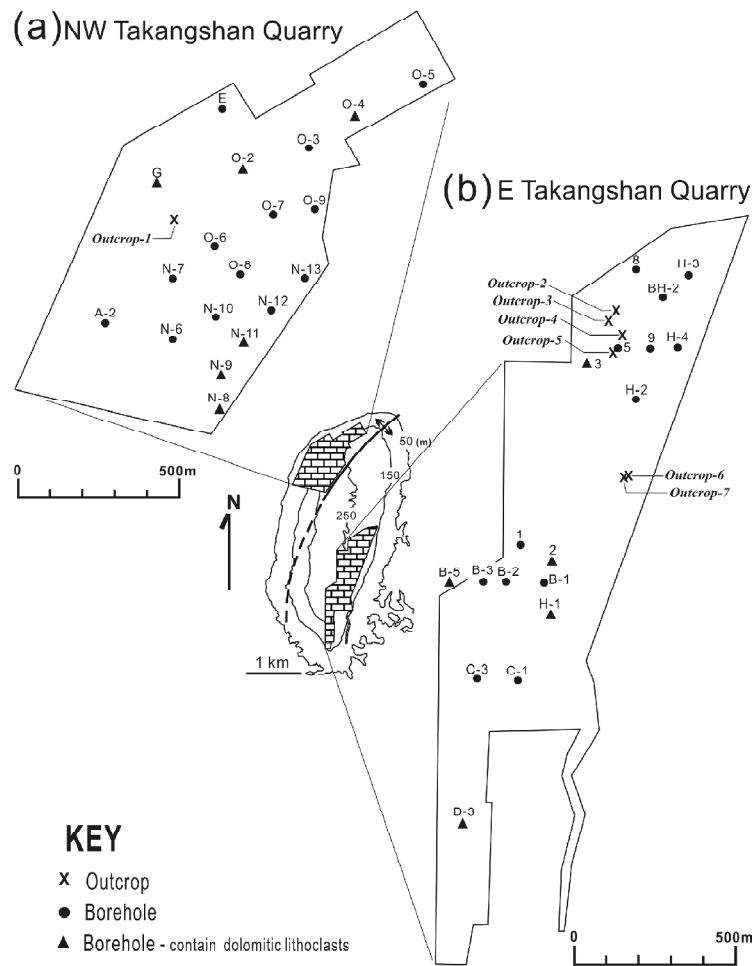 (a) NW Takangshan Quarry
O-5
E
O-4
O-3
O-2
G
(b) E Takangshan Quarry
O-9
O-7
Outcrop-1
O-6
N-7
O-8
N-13
8
H-3
BH-2
Outcrop-2
Outcrop-3
Outcrop-4
Outcrop-5
A-2
N-10
N-12
N-6
N-11
5
9
H-4
3
N-9
N-8
H-2
50 (m)
150
250
0
500m
N
Outcrop-6
Outcrop-7
1
2
B-5
B-3
B-2
B-1
H-1
1 km
C-3
C-1
D-3
KEY
X Outcrop
Borehole
Borehole - contain dolomitic lithoclasts
0
500m